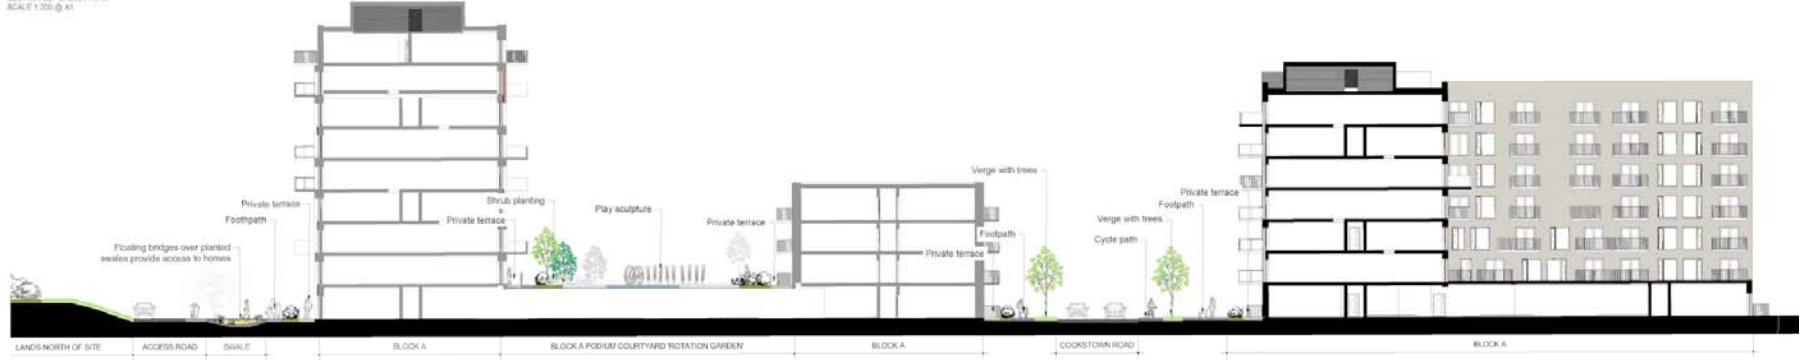 SCALE 1:200 @ A1
Verge with trees
Private terrace
Footpath
Private terrace
Foothpath
Shrub planting
Private terrace
Play sculpture
Private terrace
Footpath
Private terrace
Verge with trees
Cycle path
Floating bridges over planted
swales provide access to homes
LANDS NORTH OF SITE
ACCESS ROAD
SWALE
BLOCK A
BLOCK A PODIUM COURTYARD 'ROTATION GARDEN'
BLOCK A
COOKSTOWN ROAD
BLOCK A